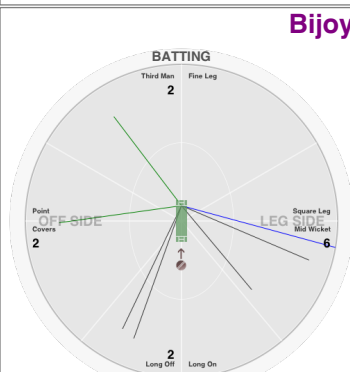 Bijoy
BATTING
Third Man Fine Leg
2
Point Square Leg
OFF SIDE LEG SIDE
Covers Mid Wicket
2 6
2
Long Off Long On